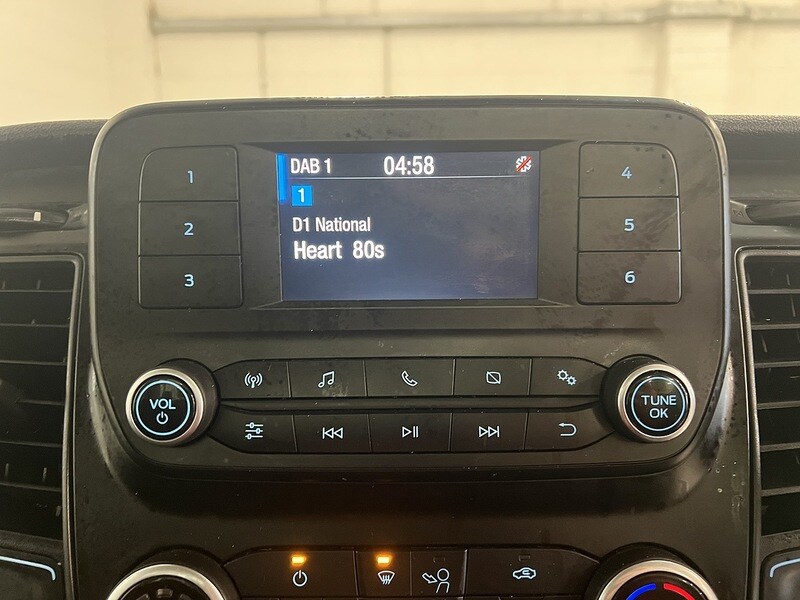 DAB 1 04:58
1
D1 National
Heart 80s
1
2
3
4
5
6
VOL
TUNE
OK